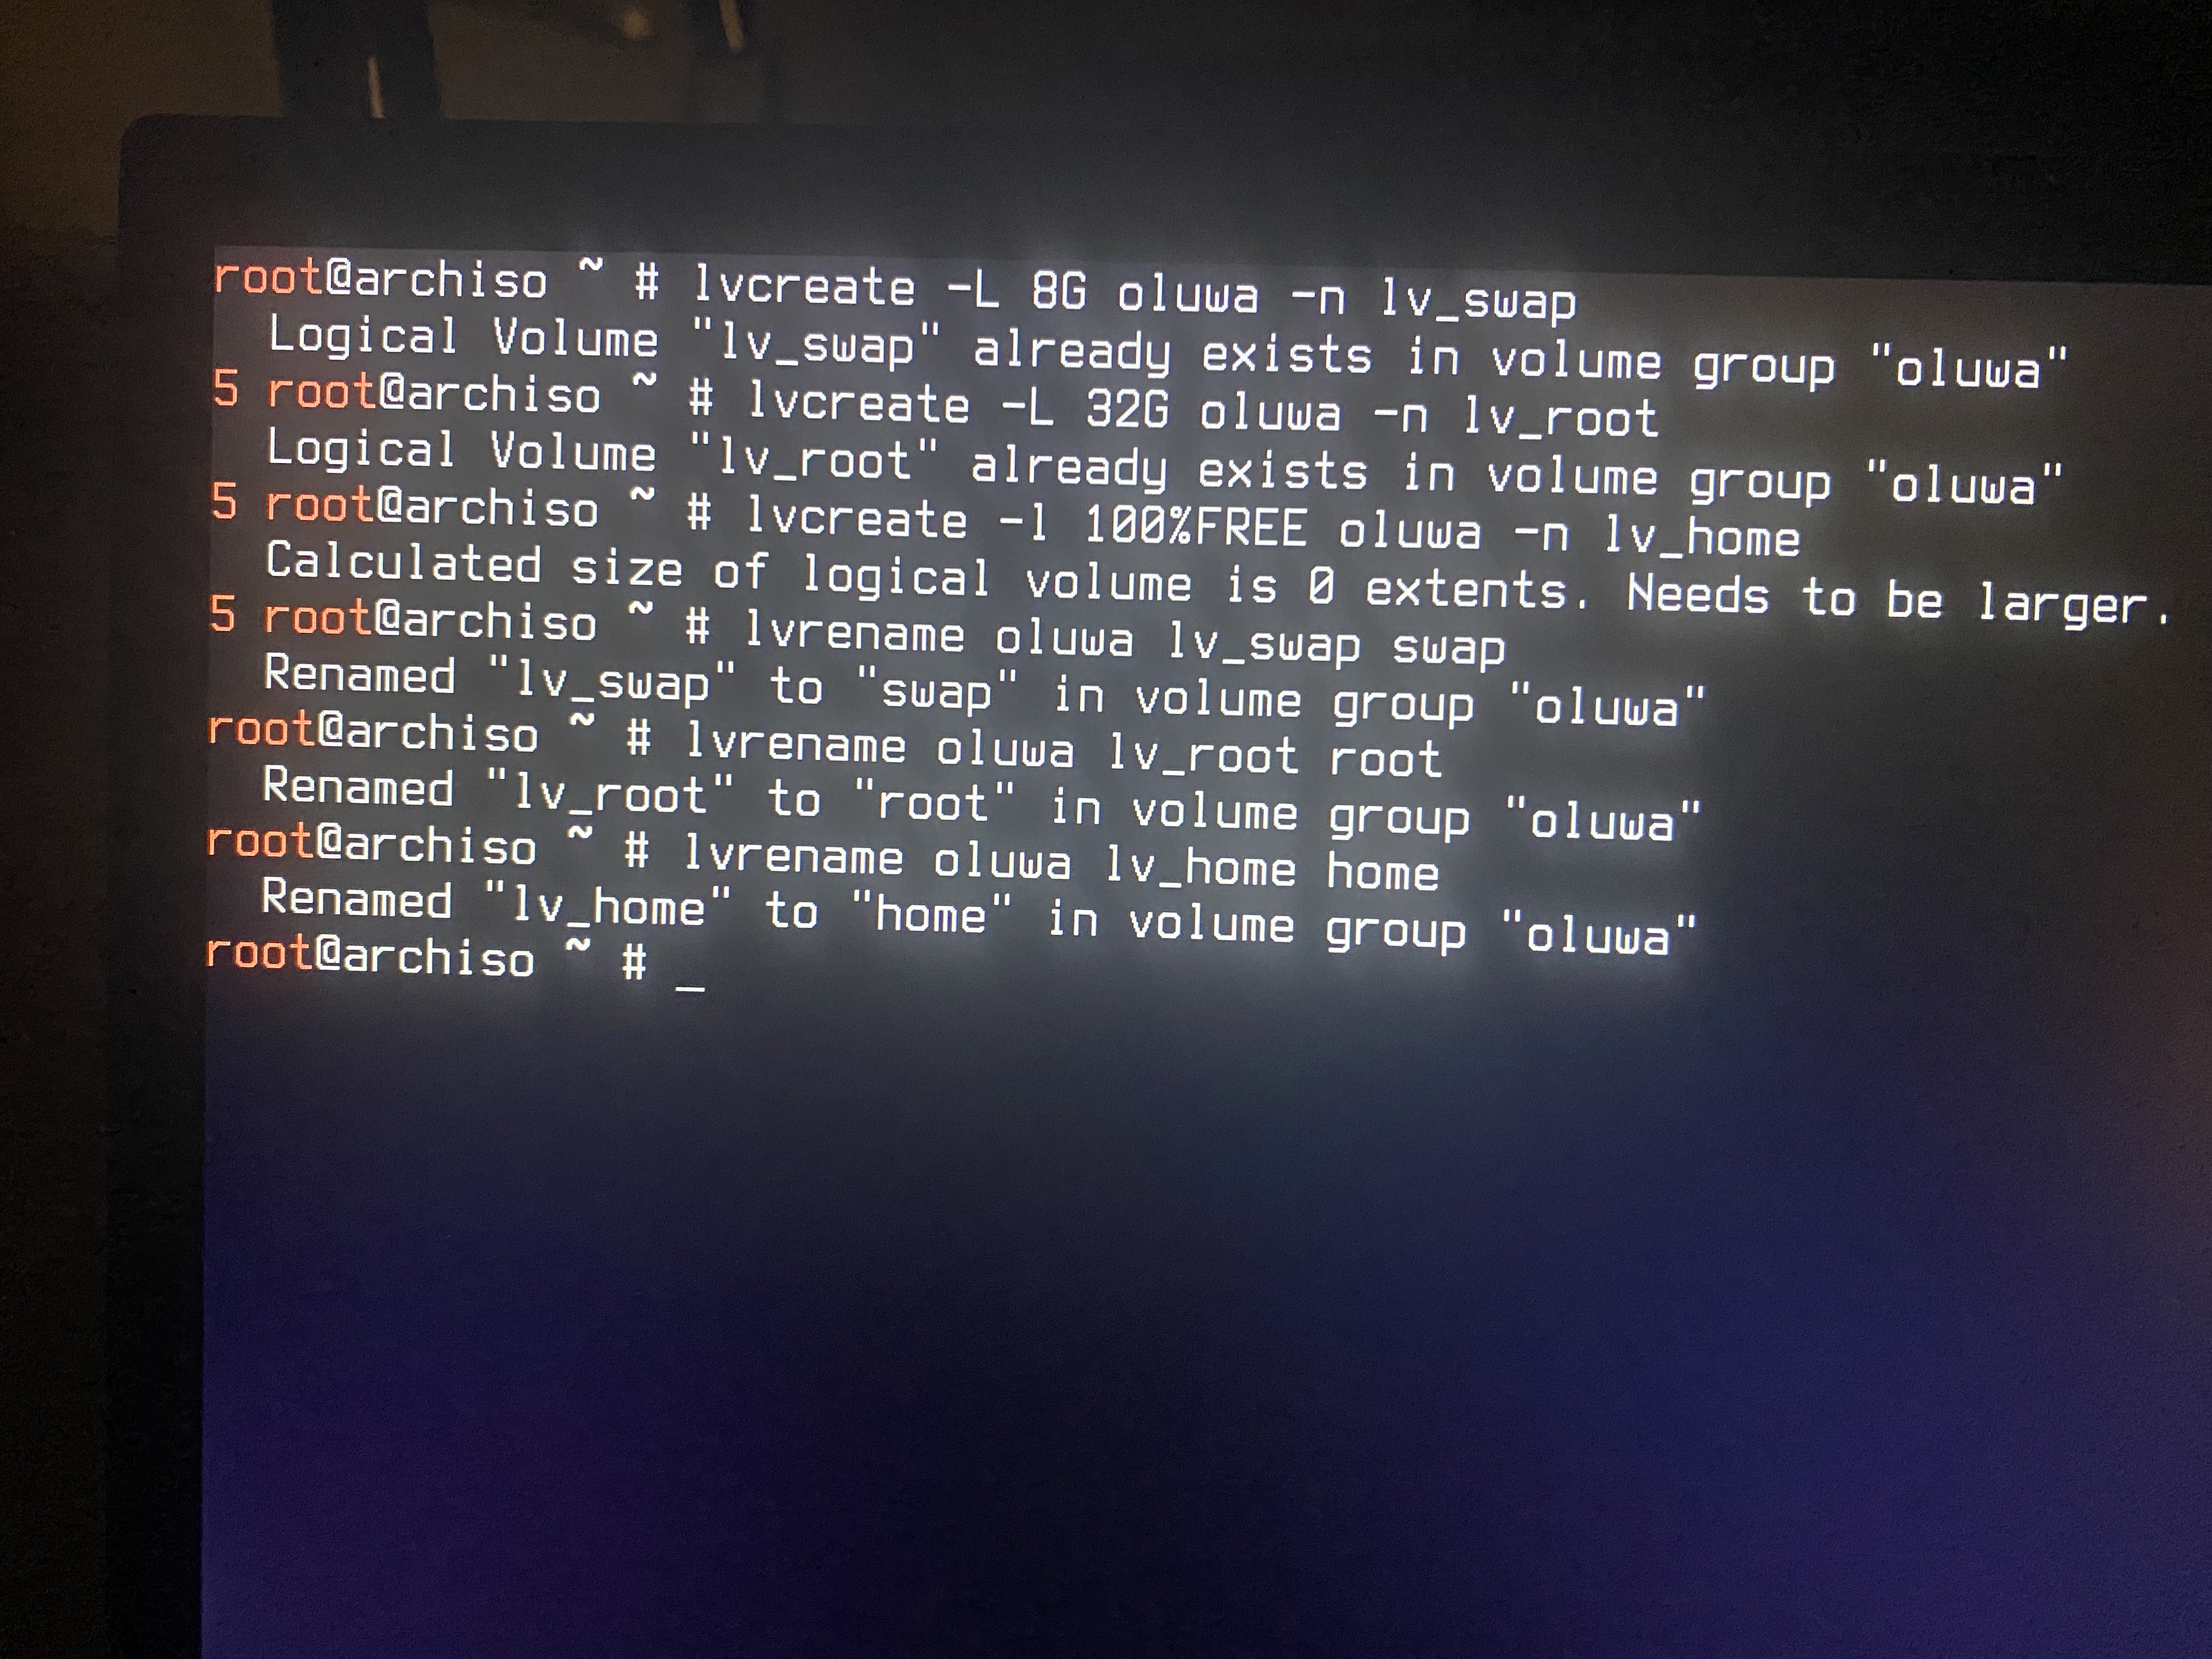 root@archiso ~ # lvcreate -L 8G oluwa -n lv_swap
  Logical Volume "lv_swap" already exists in volume group "oluwa"
5 root@archiso ~ # lvcreate -L 32G oluwa -n lv_root
  Logical Volume "lv_root" already exists in volume group "oluwa"
5 root@archiso ~ # lvcreate -l 100%FREE oluwa -n lv_home
  Calculated size of logical volume is 0 extents. Needs to be larger.
5 root@archiso ~ # lvrename oluwa lv_swap swap
  Renamed "lv_swap" to "swap" in volume group "oluwa"
root@archiso ~ # lvrename oluwa lv_root root
  Renamed "lv_root" to "root" in volume group "oluwa"
root@archiso ~ # lvrename oluwa lv_home home
  Renamed "lv_home" to "home" in volume group "oluwa"
root@archiso ~ # _